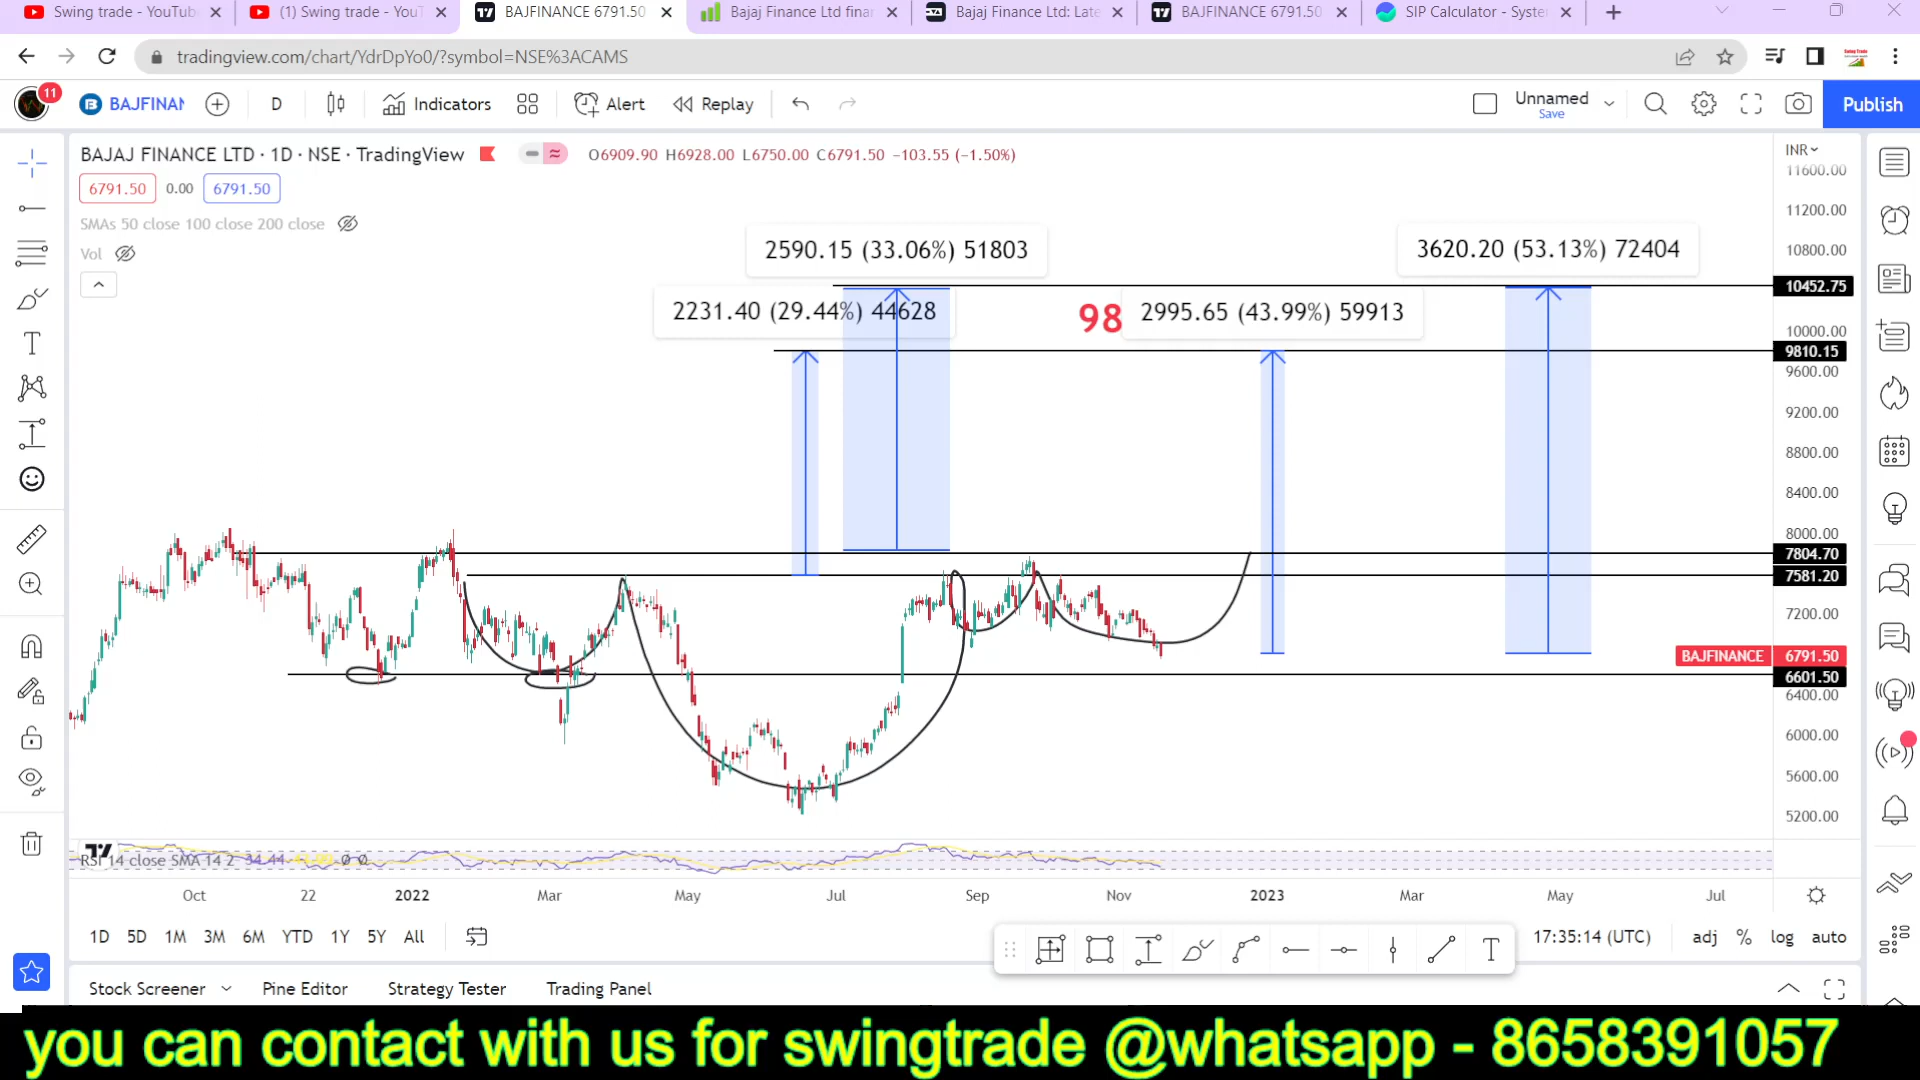 Swing trade - YouTub
(1) Swing trade - YouT
BAJFINANCE 6791.50
Bajaj Finance Ltd finan
Bajaj Finance Ltd: Late
BAJFINANCE 6791.50
SIP Calculator - Syste
tradingview.com/chart/YdrDpYo0/?symbol=NSE%3ACAMS
11
BAJFINAN
D
Indicators
Alert
Replay
Unnamed
Save
Publish
BAJAJ FINANCE LTD · 1D · NSE · TradingView
O6909.90 H6928.00 L6750.00 C6791.50 −103.55 (−1.50%)
INR
11600.00
6791.50 0.00 6791.50
11200.00
SMAs 50 close 100 close 200 close
Vol
2590.15 (33.06%) 51803
3620.20 (53.13%) 72404
10800.00
10452.75
2231.40 (29.44%) 44628
98
2995.65 (43.99%) 59913
10000.00
9810.15
9600.00
9200.00
8800.00
8400.00
8000.00
7804.70
7581.20
7200.00
BAJFINANCE 6791.50
6601.50
6400.00
6000.00
5600.00
5200.00
RSI 14 close SMA 14 2 34.44
Oct 22 2022 Mar May Jul Sep Nov 2023 Mar May Jul
1D 5D 1M 3M 6M YTD 1Y 5Y All
17:35:14 (UTC) adj % log auto
Stock Screener Pine Editor Strategy Tester Trading Panel
you can contact with us for swingtrade @whatsapp - 8658391057